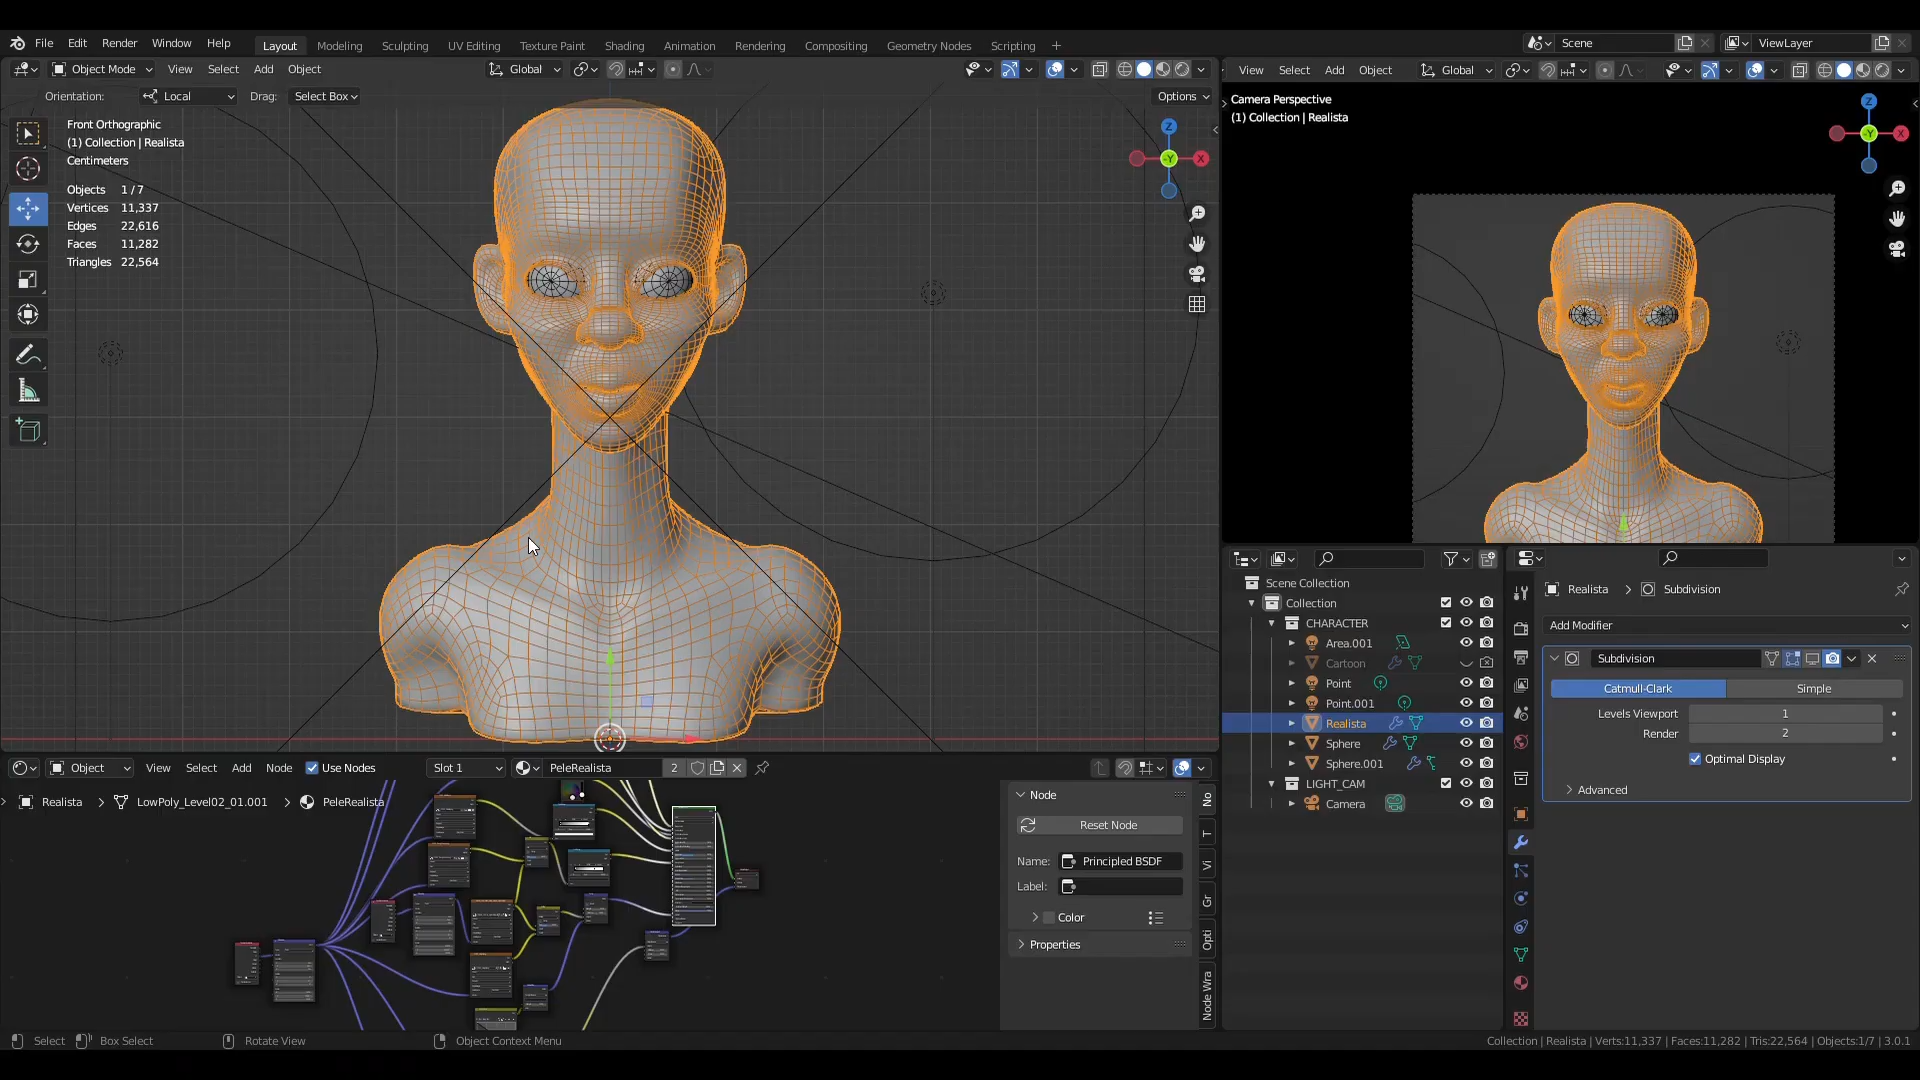 File Edit Render Window Help Layout Modeling Sculpting UV Editing Texture Paint Shading Animation Rendering Compositing Geometry Nodes Scripting + Scene ViewLayer
Object Mode View Select Add Object Global View Select Add Object Global
Orientation: Local Drag: Select Box Options
Front Orthographic
(1) Collection | Realista
Centimeters
Objects 1/7
Vertices 11,337
Edges 22,616
Faces 11,282
Triangles 22,564
Z
-Y
X
Camera Perspective
(1) Collection | Realista
Z
-Y
X
Scene Collection
Collection
CHARACTER
Area.001
Cartoon
Point
Point.001
Realista
Sphere
Sphere.001
LIGHT_CAM
Camera
Realista > Subdivision
Add Modifier
Subdivision
Catmull-Clark Simple
Levels Viewport 1
Render 2
Optimal Display
Advanced
Object View Select Add Node Use Nodes Slot 1 PeleRealista 2
Realista > LowPoly_Level02_01.001 > PeleRealista
Node
Reset Node
Name: Principled BSDF
Label:
Color
Properties
No
T
Vi
Gr
Opti
Node Wra
Select Box Select Rotate View Object Context Menu
Collection | Realista | Verts:11,337 | Faces:11,282 | Tris:22,564 | Objects:1/7 | 3.0.1